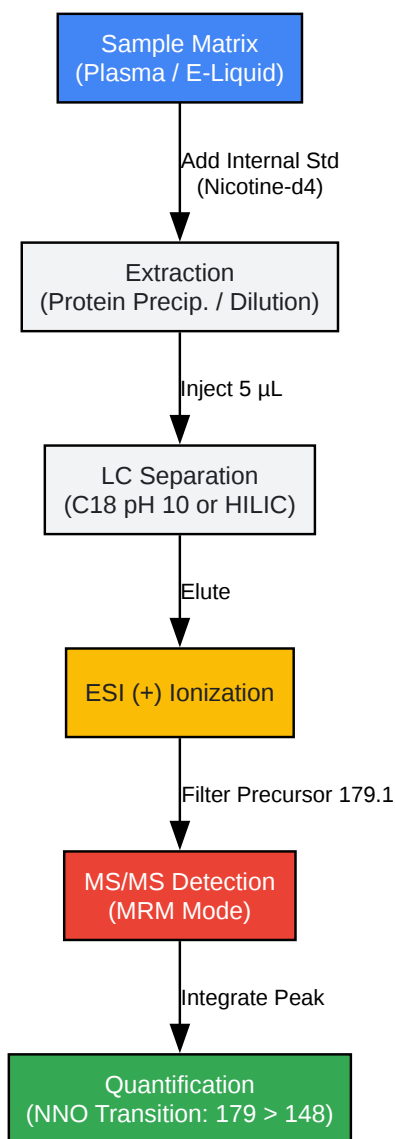 Sample Matrix
(Plasma / E-Liquid)
Add Internal Std
(Nicotine-d4)
Extraction
(Protein Precip. / Dilution)
Inject 5 µL
LC Separation
(C18 pH 10 or HILIC)
Elute
ESI (+) Ionization
Filter Precursor 179.1
MS/MS Detection
(MRM Mode)
Integrate Peak
Quantification
(NNO Transition: 179 > 148)